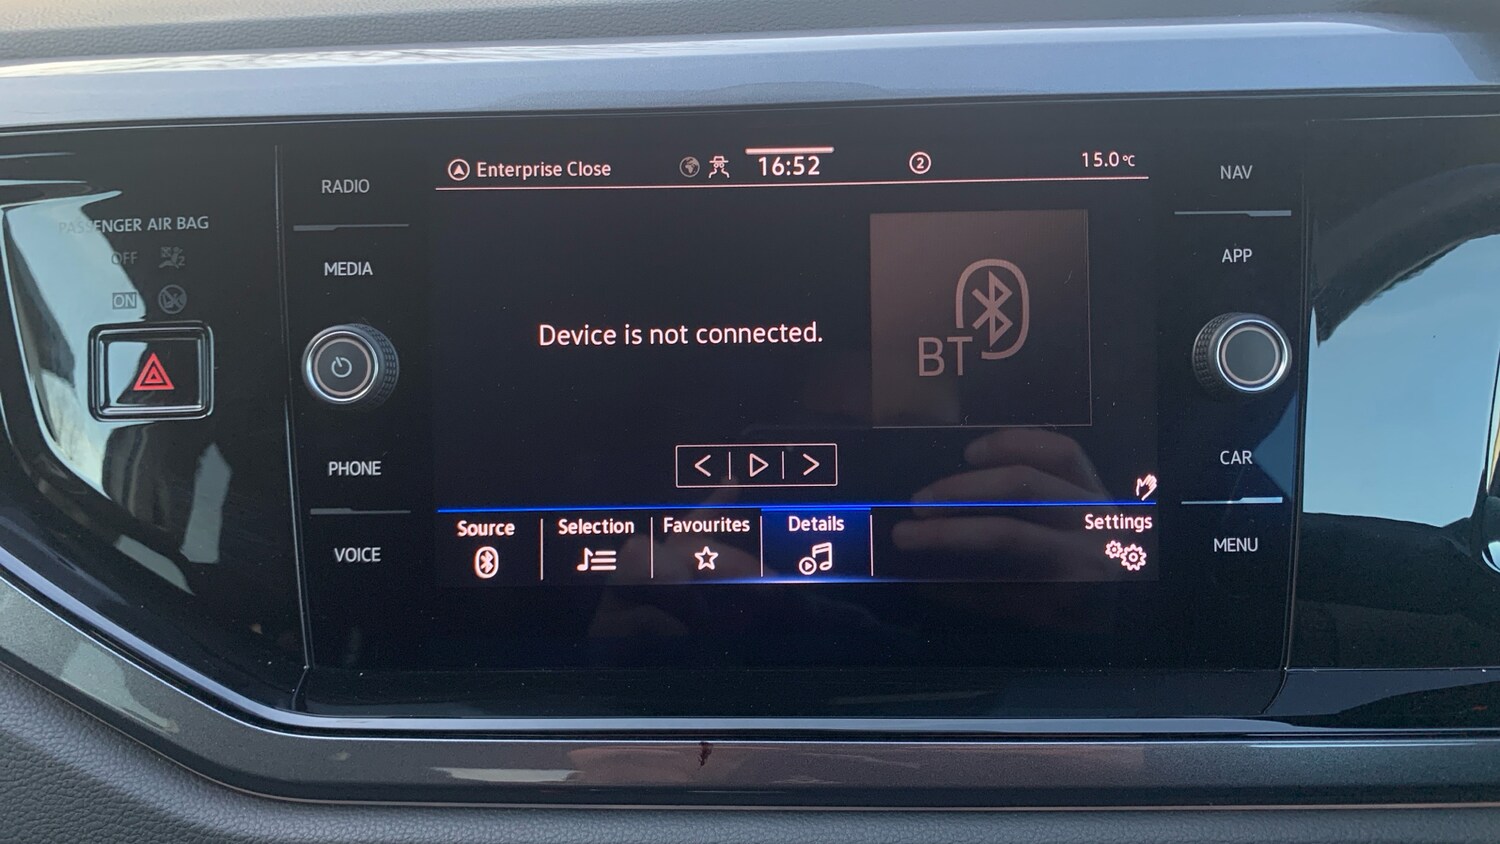 Enterprise Close
16:52
2
15.0°C
PASSENGER AIR BAG
OFF
2
ON
RADIO
MEDIA
PHONE
VOICE
Device is not connected.
BT
Source
Selection
Favourites
Details
Settings
NAV
APP
CAR
MENU